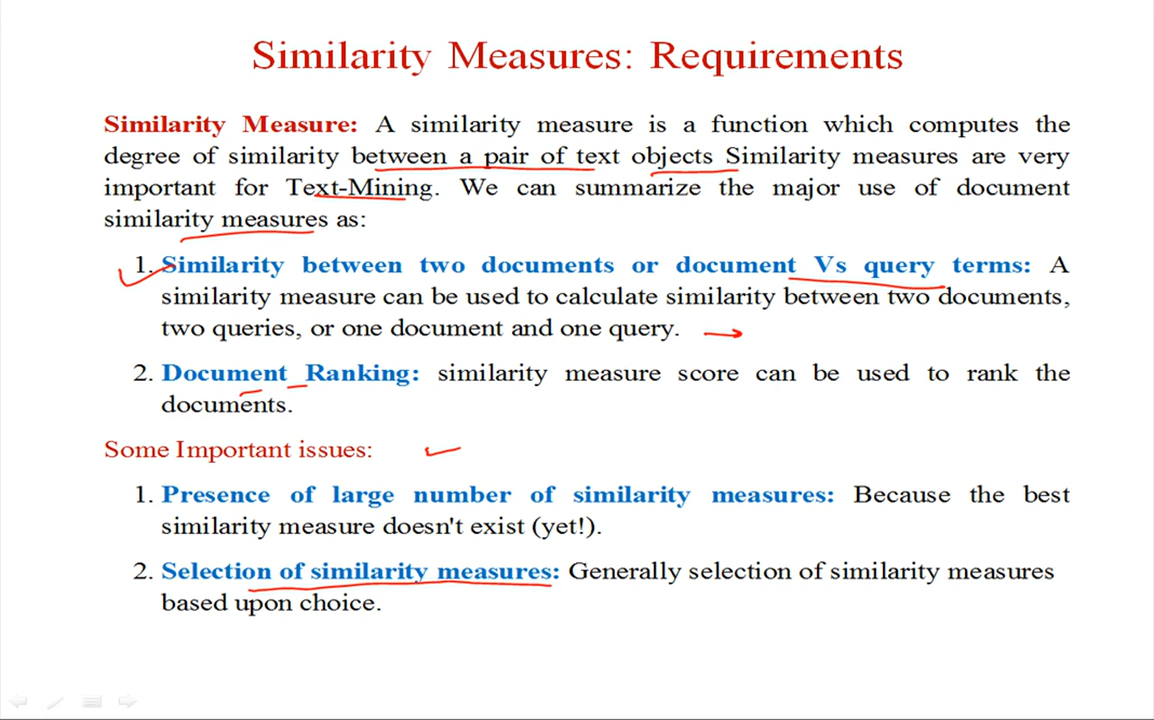 Similarity Measures: Requirements
Similarity Measure: A similarity measure is a function which computes the
degree of similarity between a pair of text objects Similarity measures are very
important for Text-Mining. We can summarize the major use of document
similarity measures as:
1. Similarity between two documents or document Vs query terms: A
similarity measure can be used to calculate similarity between two documents,
two queries, or one document and one query.
2. Document Ranking: similarity measure score can be used to rank the
documents.
Some Important issues:
1. Presence of large number of similarity measures: Because the best
similarity measure doesn't exist (yet!).
2. Selection of similarity measures: Generally selection of similarity measures
based upon choice.